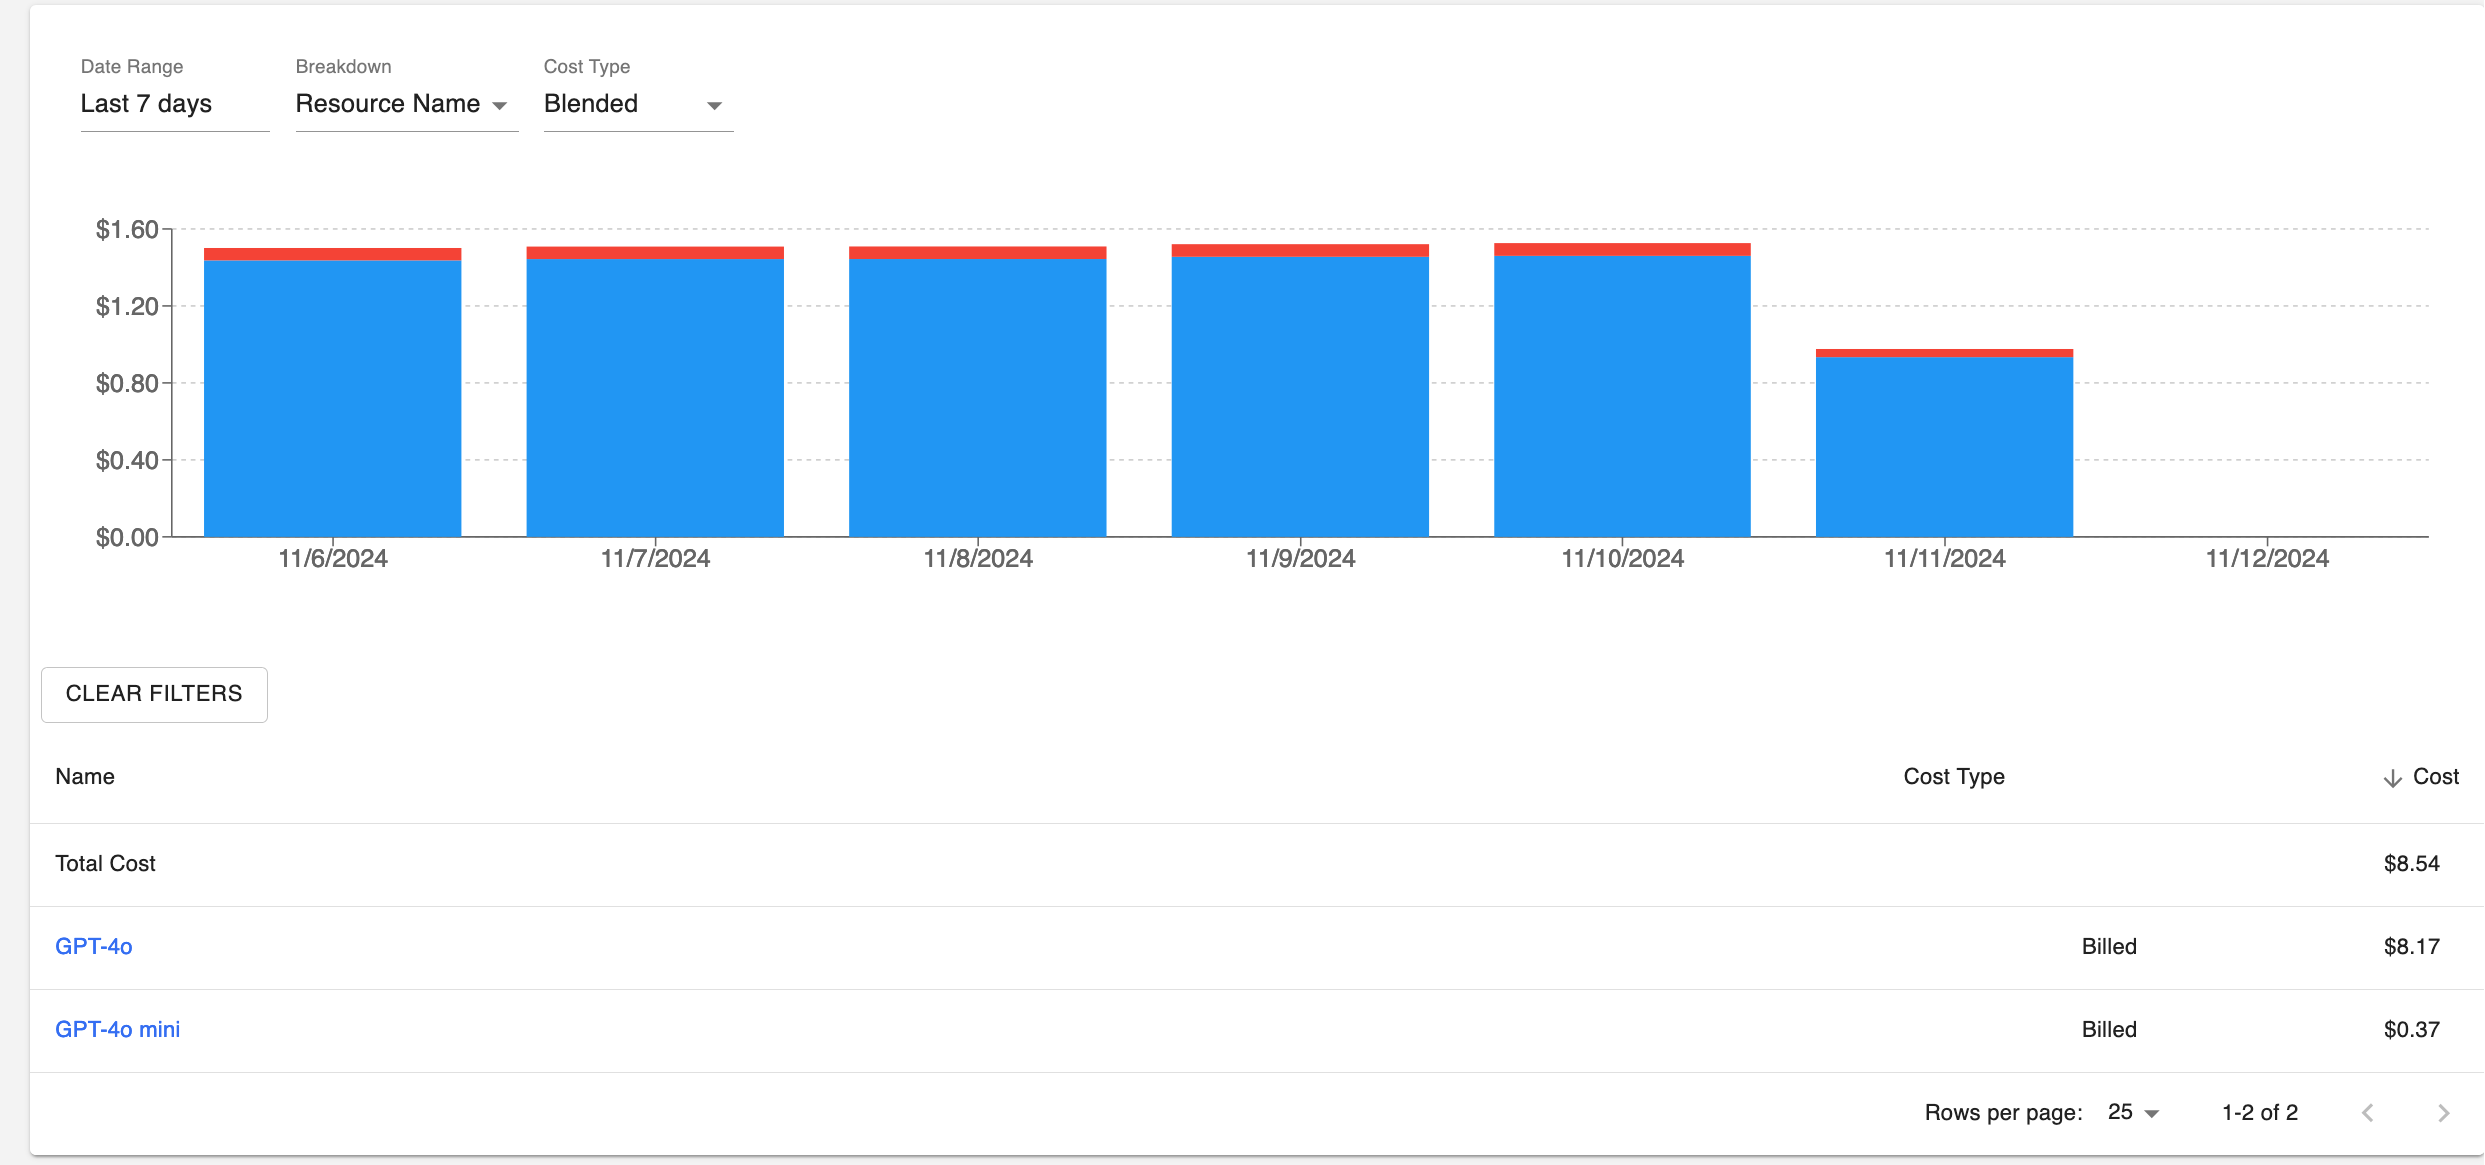 Date Range Breakdown Cost Type
Last 7 days Resource Name Blended
$1.60
$1.20
$0.80
$0.40
$0.00
11/6/2024 11/7/2024 11/8/2024 11/9/2024 11/10/2024 11/11/2024 11/12/2024
CLEAR FILTERS
Name Cost Type Cost
Total Cost $8.54
GPT-4o Billed $8.17
GPT-4o mini Billed $0.37
Rows per page: 25 1-2 of 2